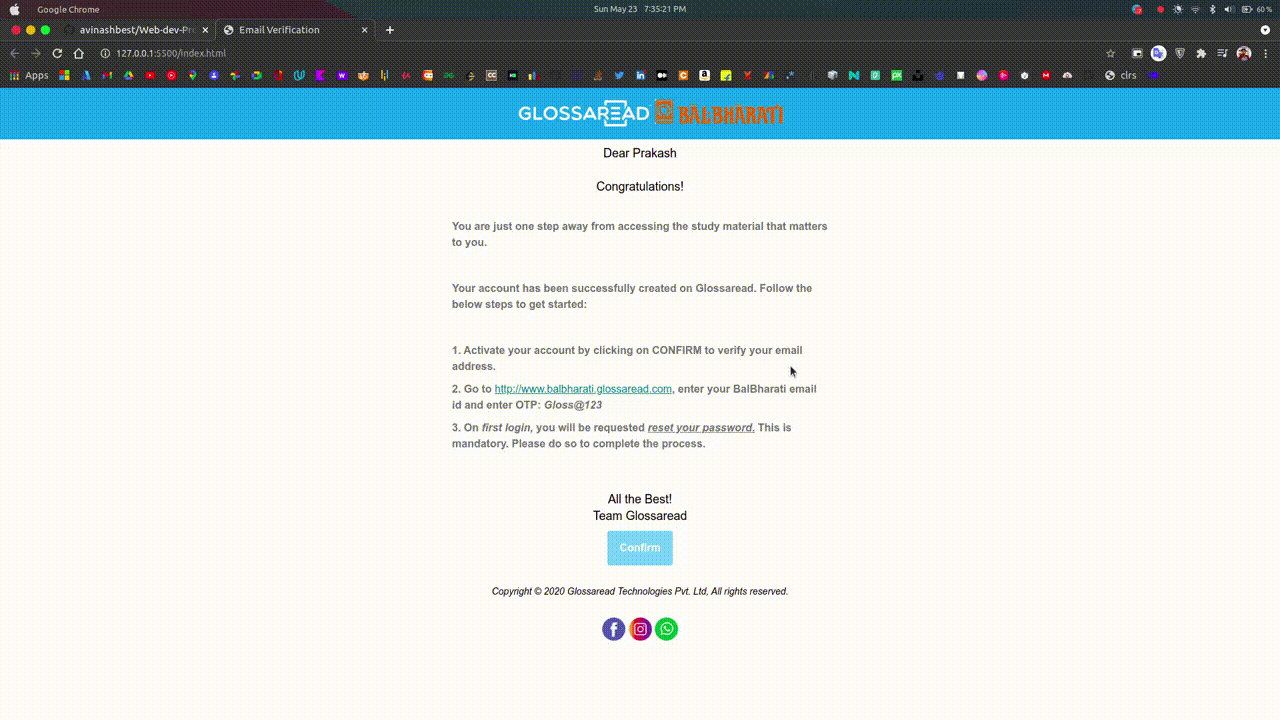 Google Chrome
Sun May 23 7:35:21 PM
60 %
avinashbest/Web-dev-Pro
Email Verification
127.0.0.1:5500/index.html
Apps
clrs
GLOSSAREAD BĀLBHĀRATĪ
Dear Prakash
Congratulations!
You are just one step away from accessing the study material that matters
to you.
Your account has been successfully created on Glossaread. Follow the
below steps to get started:
1. Activate your account by clicking on CONFIRM to verify your email
address.
2. Go to http://www.balbharati.glossaread.com, enter your BalBharati email
id and enter OTP: Gloss@123
3. On first login, you will be requested reset your password. This is
mandatory. Please do so to complete the process.
All the Best!
Team Glossaread
Confirm
Copyright © 2020 Glossaread Technologies Pvt. Ltd, All rights reserved.